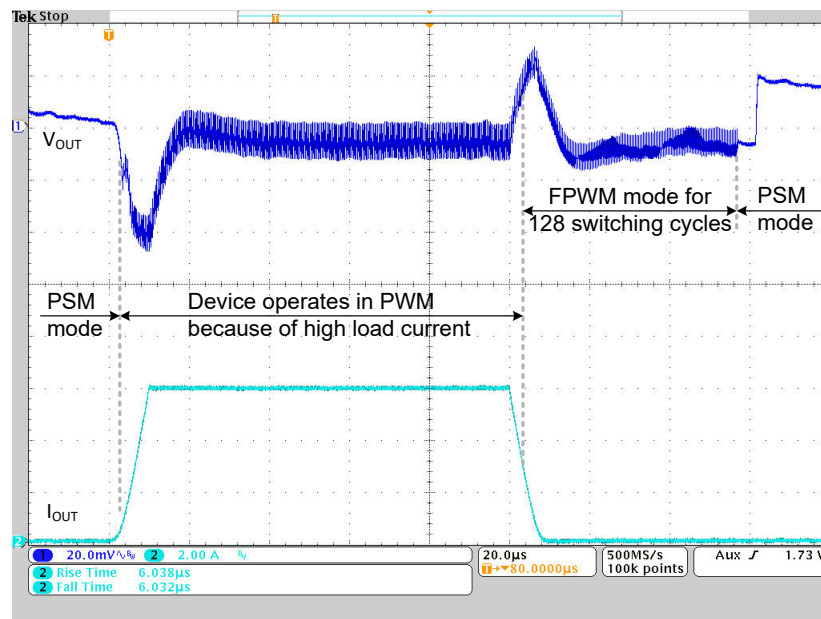 Tek Stop
T
T
1
VOUT
FPWM mode for
128 switching cycles
PSM
mode
PSM
mode
Device operates in PWM
because of high load current
IOUT
2
1 20.0mV∿BW 2 2.00 A BW
2 Rise Time 6.038µs
2 Fall Time 6.032µs
20.0µs
T→▼80.0000µs
500MS/s
100k points
Aux ʃ 1.73 V